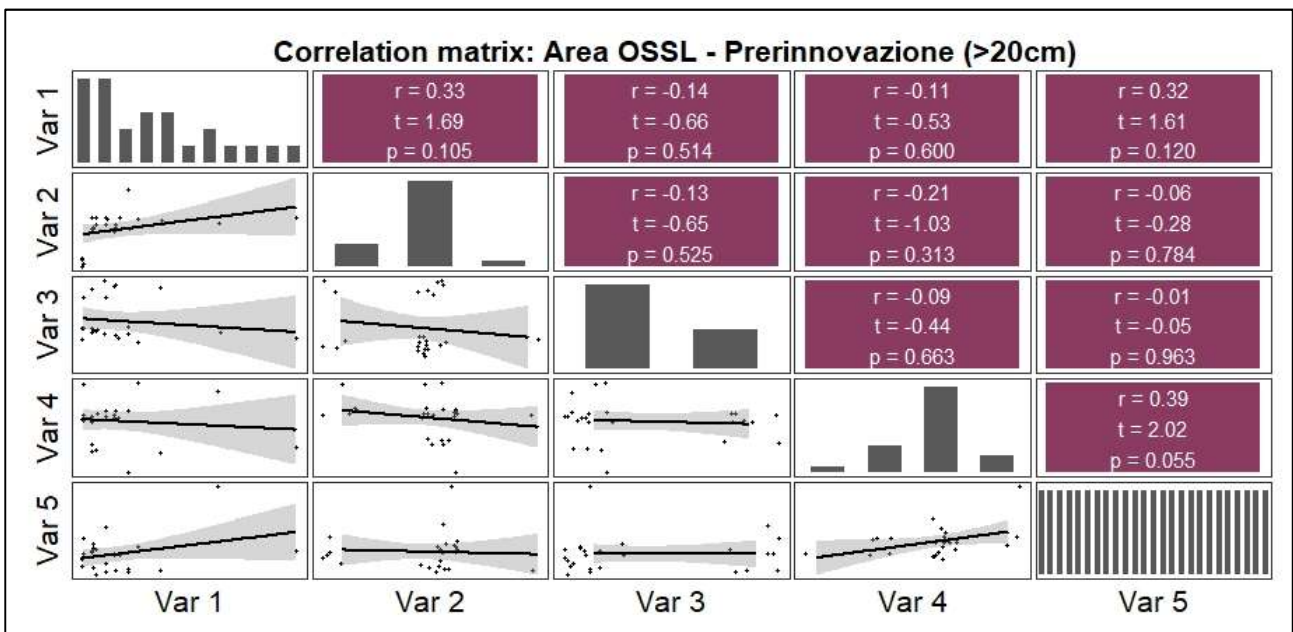 Correlation matrix: Area OSSL - Prerinnovazione (>20cm)
Var 1
r = 0.33
t = 1.69
p = 0.105
r = -0.14
t = -0.66
p = 0.514
r = -0.11
t = -0.53
p = 0.600
r = 0.32
t = 1.61
p = 0.120
Var 2
r = -0.13
t = -0.65
p = 0.525
r = -0.21
t = -1.03
p = 0.313
r = -0.06
t = -0.28
p = 0.784
Var 3
r = -0.09
t = -0.44
p = 0.663
r = -0.01
t = -0.05
p = 0.963
Var 4
r = 0.39
t = 2.02
p = 0.055
Var 5
Var 1
Var 2
Var 3
Var 4
Var 5